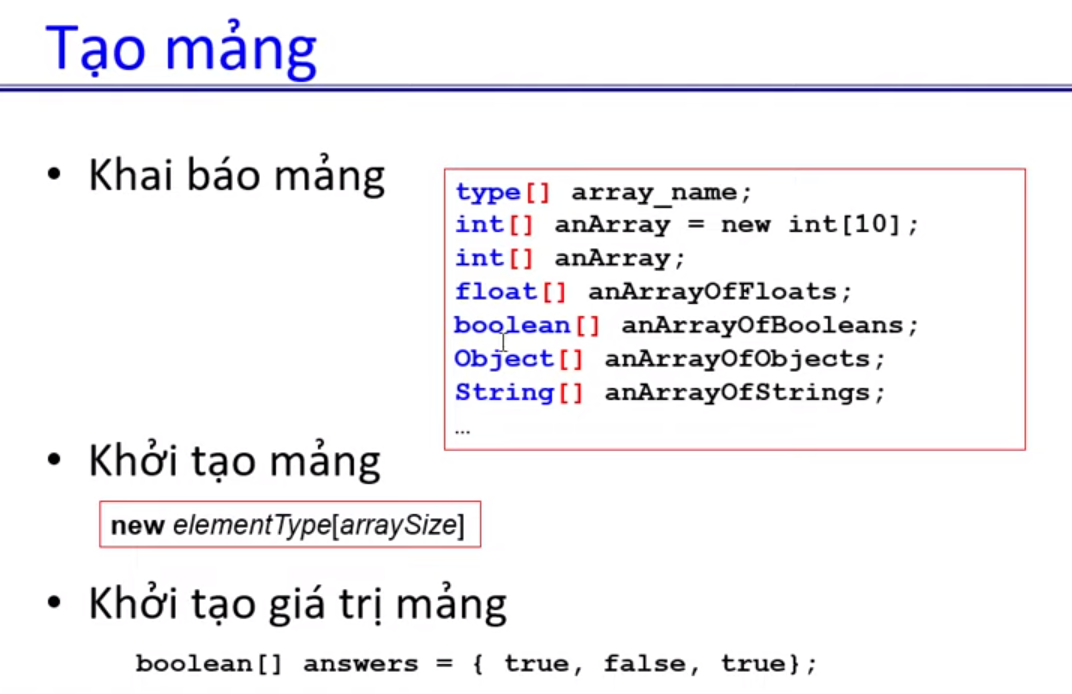 Tạo mảng
• Khai báo mảng
type[] array_name;
int[] anArray = new int[10];
int[] anArray;
float[] anArrayOfFloats;
boolean[] anArrayOfBooleans;
Object[] anArrayOfObjects;
String[] anArrayOfStrings;
…
• Khởi tạo mảng
new elementType[arraySize]
• Khởi tạo giá trị mảng
boolean[] answers = { true, false, true};